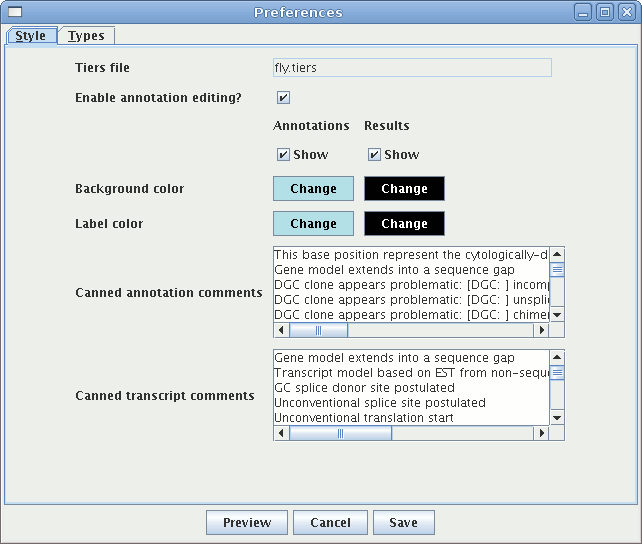 Preferences
Style Types
Tiers file fly.tiers
Enable annotation editing?
Annotations Results
Show Show
Background color Change Change
Label color Change Change
This base position represent the cytologically-d
Gene model extends into a sequence gap
DGC clone appears problematic: [DGC: ] incomp
Canned annotation comments
DGC clone appears problematic: [DGC: ] unsplic
DGC clone appears problematic: [DGC: ] chimer
Gene model extends into a sequence gap
Transcript model based on EST from non-seque
GC splice donor site postulated
Canned transcript comments
Unconventional splice site postulated
Unconventional translation start
Preview Cancel Save